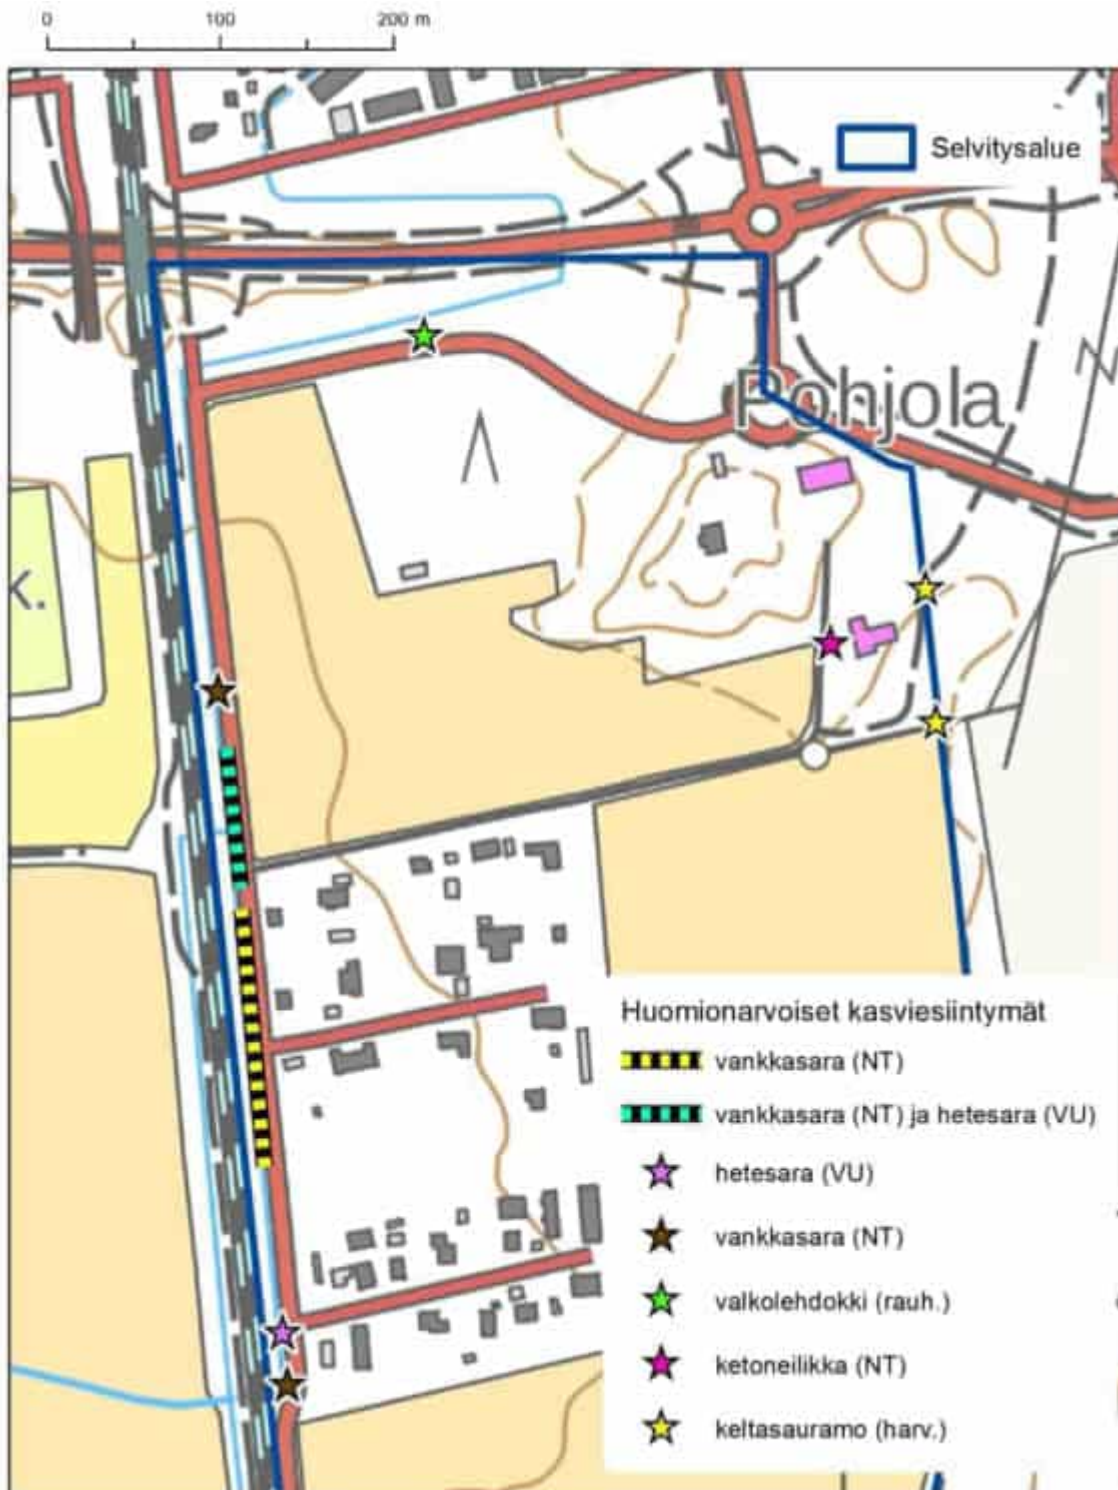 0 100 200 m
Selvitysalue
Pohjola
K.
Huomionarvoiset kasviesiintymät
vankkasara (NT)
vankkasara (NT) ja hetesara (VU)
hetesara (VU)
vankkasara (NT)
valkolehdokki (rauh.)
ketoneilikka (NT)
keltasauramo (harv.)